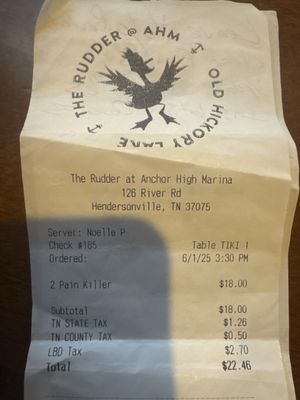 THE RUDDER @ AHM
OLD HICKORY LAKE
The Rudder at Anchor High Marina
126 River Rd
Hendersonville, TN 37075
Server: Noelle P
Check #185 Table TIKI 1
Ordered: 6/1/25 3:30 PM
2 Pain Killer $18.00
Subtotal $18.00
TN STATE TAX $1.26
TN COUNTY TAX $0.50
LBD Tax $2.70
Total $22.46